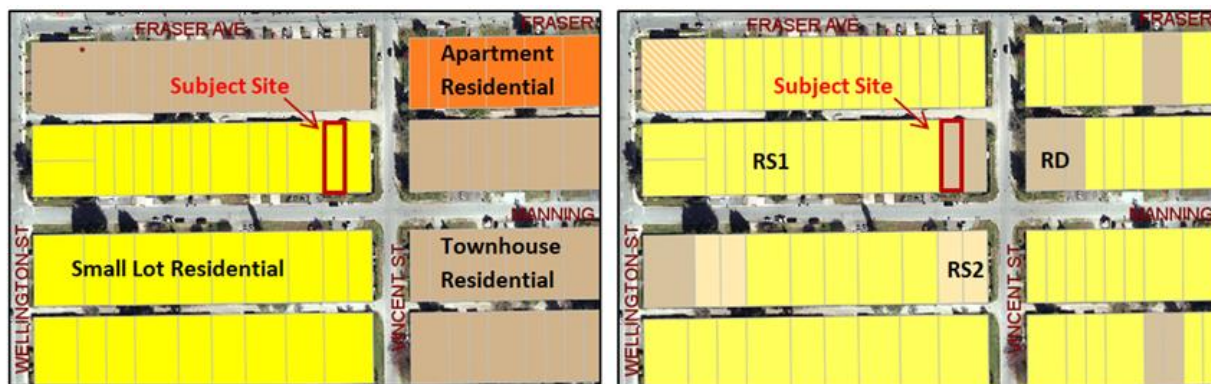 FRASER AVE
FRASER
Apartment
Residential
Subject Site
MANNING
Small Lot Residential
Townhouse
Residential
WELLINGTON ST
VINCENT ST
FRASER AVE
FRASER
Subject Site
RS1
RD
MANNING
RS2
WELLINGTON ST
VINCENT ST